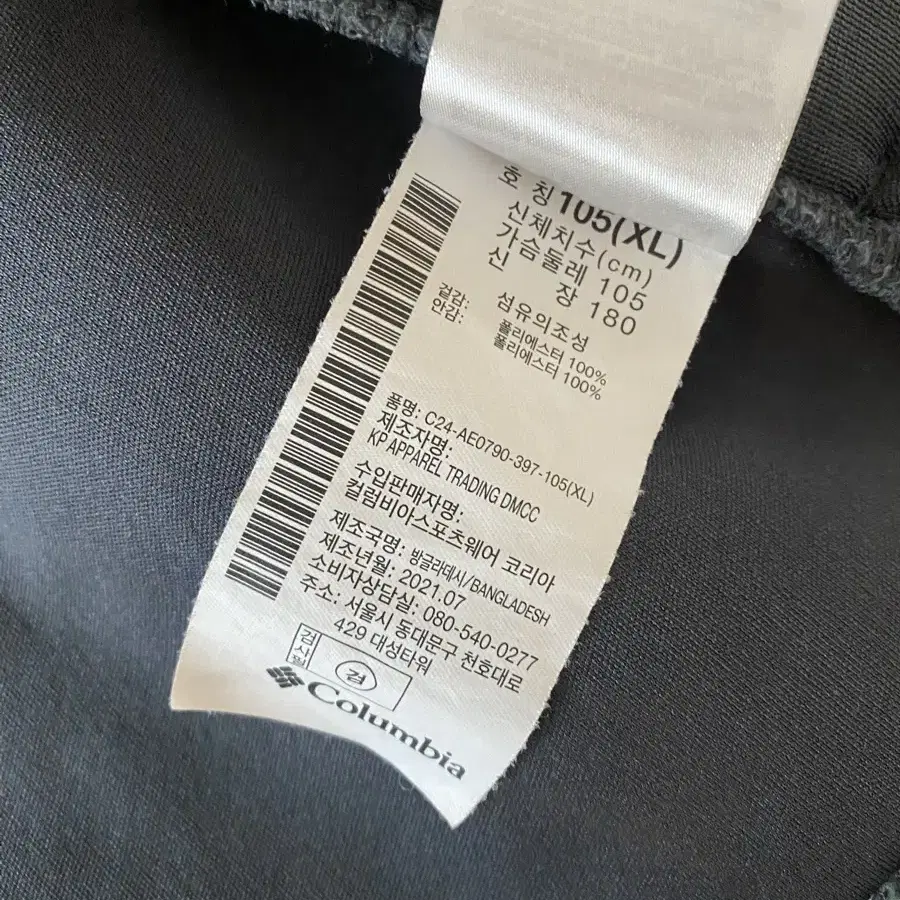 호 칭 105(XL)
신체치수(cm)
가슴둘레 105
신 장 180
섬유의조성
겉감: 폴리에스터 100%
안감: 폴리에스터 100%
품명: C24-AE0790-397-105(XL)
제조자명:
KP APPAREL TRADING DMCC
수입판매자명:
컬럼비아스포츠웨어 코리아
제조국명: 방글라데시/BANGLADESH
제조년월: 2021.07
소비자상담실: 080-540-0277
주소: 서울시 동대문구 천호대로
429 대성타워
검사필
검
Columbia